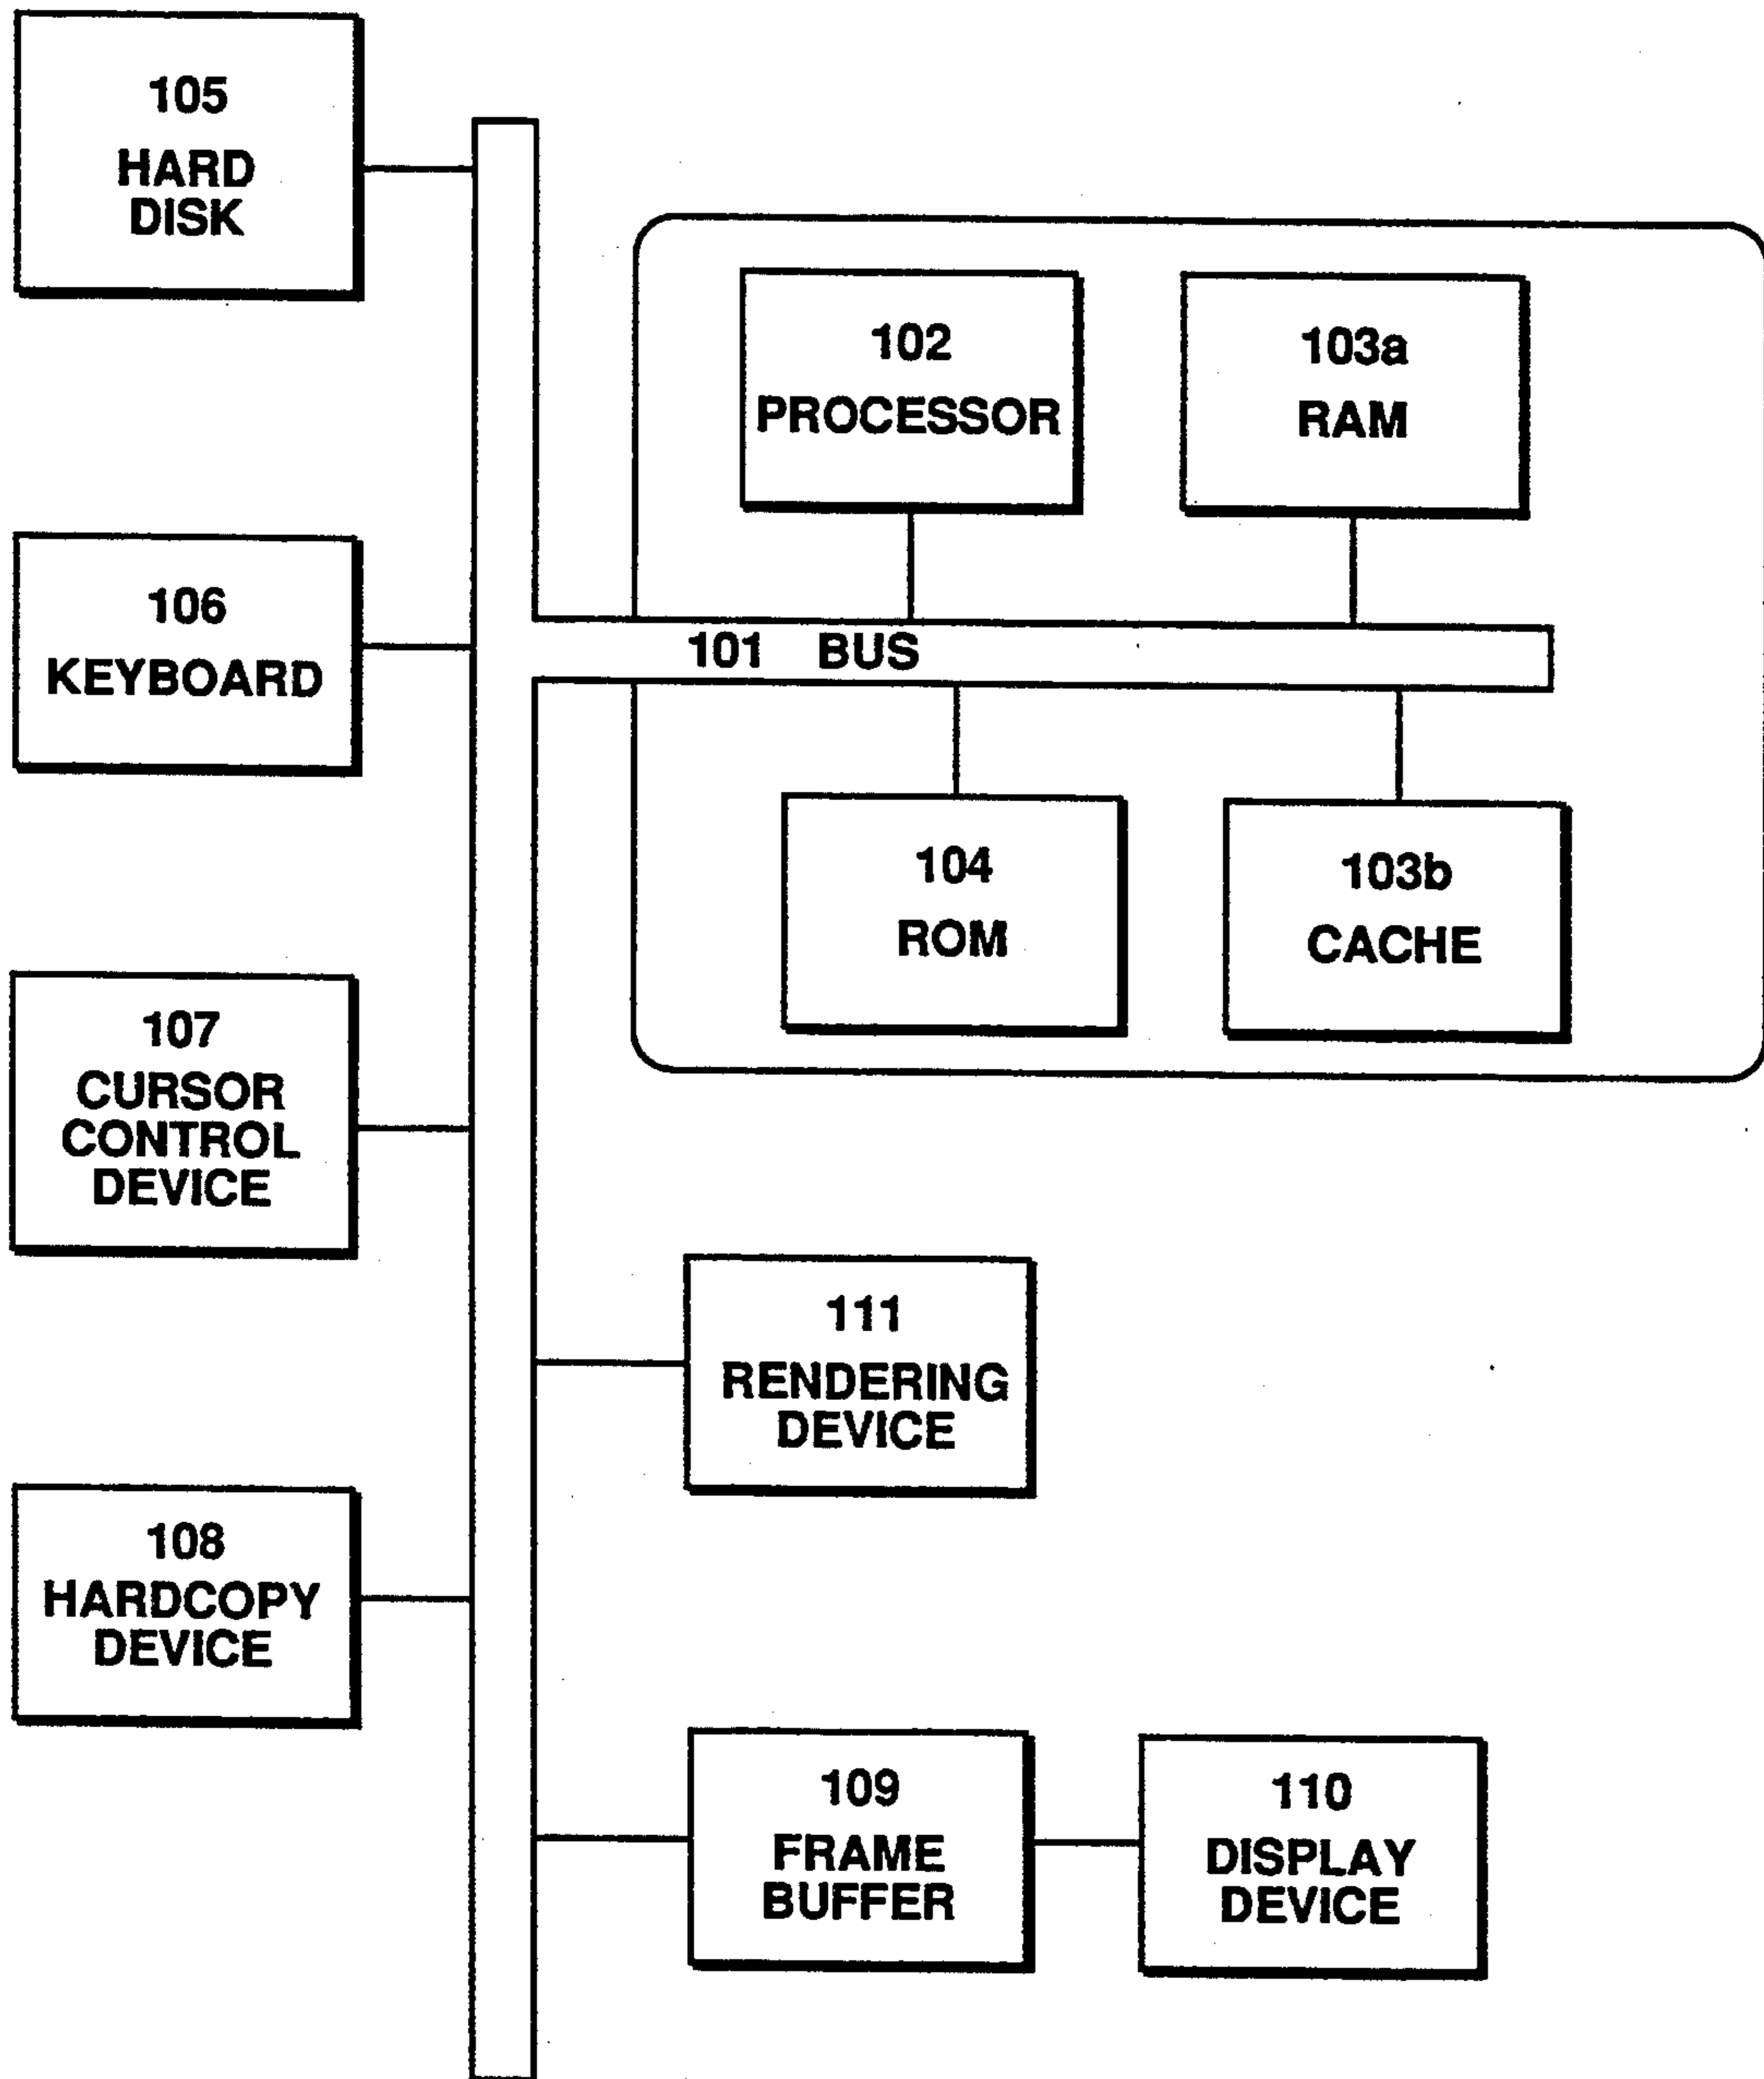 105
HARD
DISK
102
PROCESSOR
103a
RAM
106
KEYBOARD
101 BUS
104
ROM
103b
CACHE
107
CURSOR
CONTROL
DEVICE
111
RENDERING
DEVICE
108
HARDCOPY
DEVICE
109
FRAME
BUFFER
110
DISPLAY
DEVICE